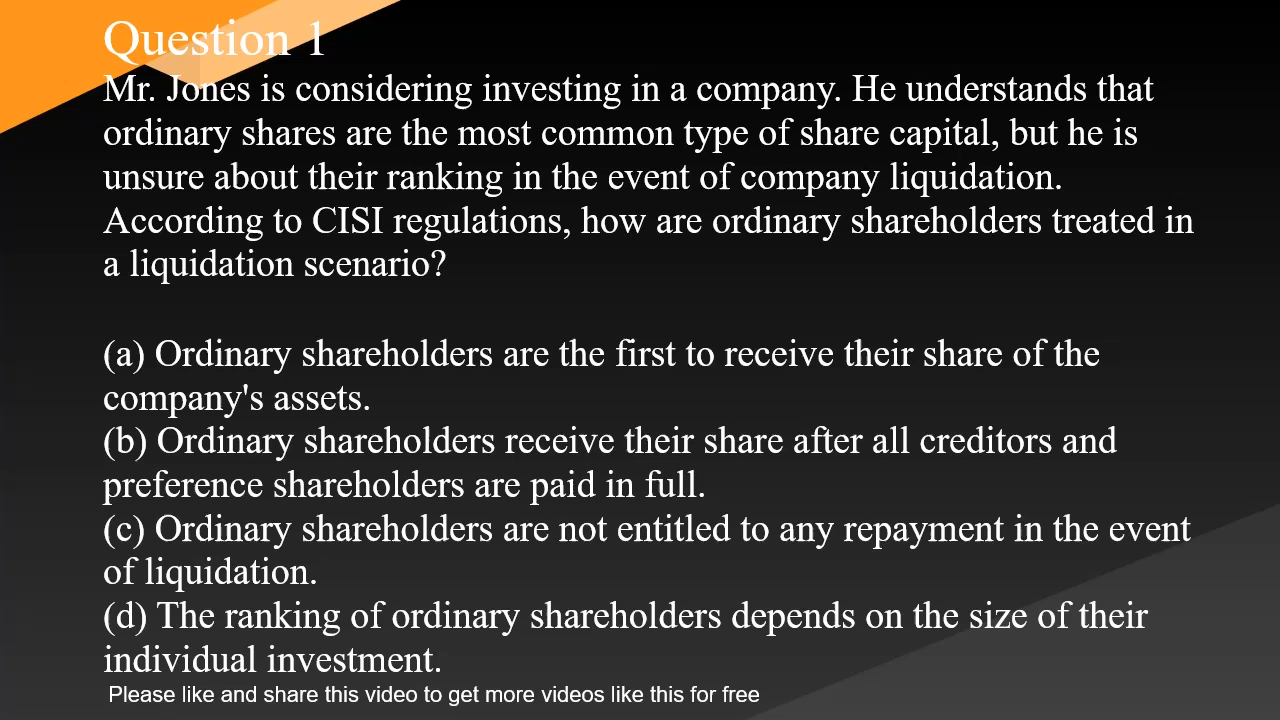 Question 1
Mr. Jones is considering investing in a company. He understands that
ordinary shares are the most common type of share capital, but he is
unsure about their ranking in the event of company liquidation.
According to CISI regulations, how are ordinary shareholders treated in
a liquidation scenario?
(a) Ordinary shareholders are the first to receive their share of the
company's assets.
(b) Ordinary shareholders receive their share after all creditors and
preference shareholders are paid in full.
(c) Ordinary shareholders are not entitled to any repayment in the event
of liquidation.
(d) The ranking of ordinary shareholders depends on the size of their
individual investment.
Please like and share this video to get more videos like this for free